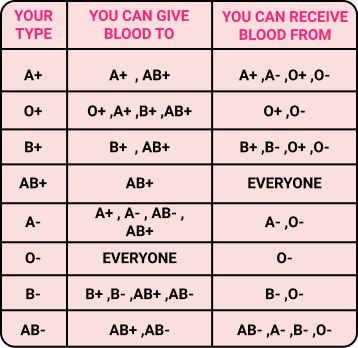 YOUR TYPE YOU CAN GIVE BLOOD TO YOU CAN RECEIVE BLOOD FROM
A+ A+ , AB+ A+ ,A- ,O+ ,O-
O+ O+ ,A+ ,B+ ,AB+ O+ ,O-
B+ B+ , AB+ B+ ,B- ,O+ ,O-
AB+ AB+ EVERYONE
A- A+ , A- , AB- , AB+ A- ,O-
O- EVERYONE O-
B- B+ ,B- ,AB+ ,AB- B- ,O-
AB- AB+ ,AB- AB- ,A- ,B- ,O-